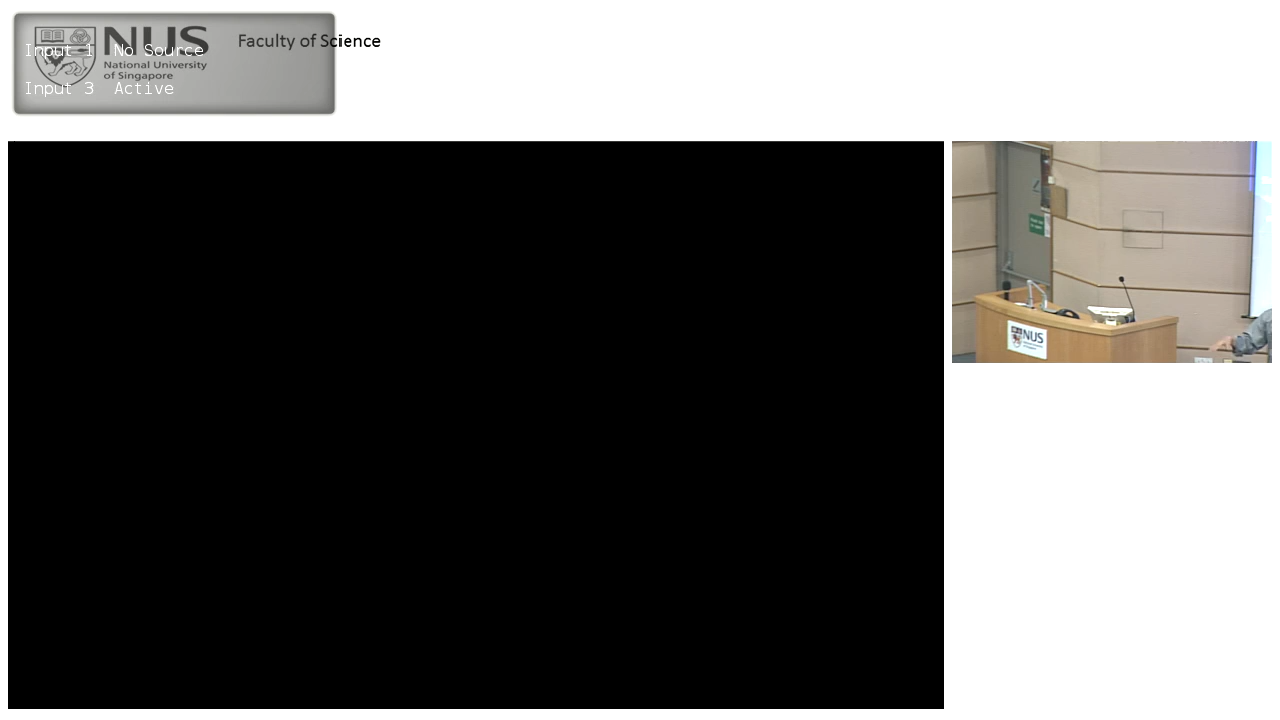 NUS
National University
of Singapore
Faculty of Science
Input 1  No Source
Input 3  Active
NUS